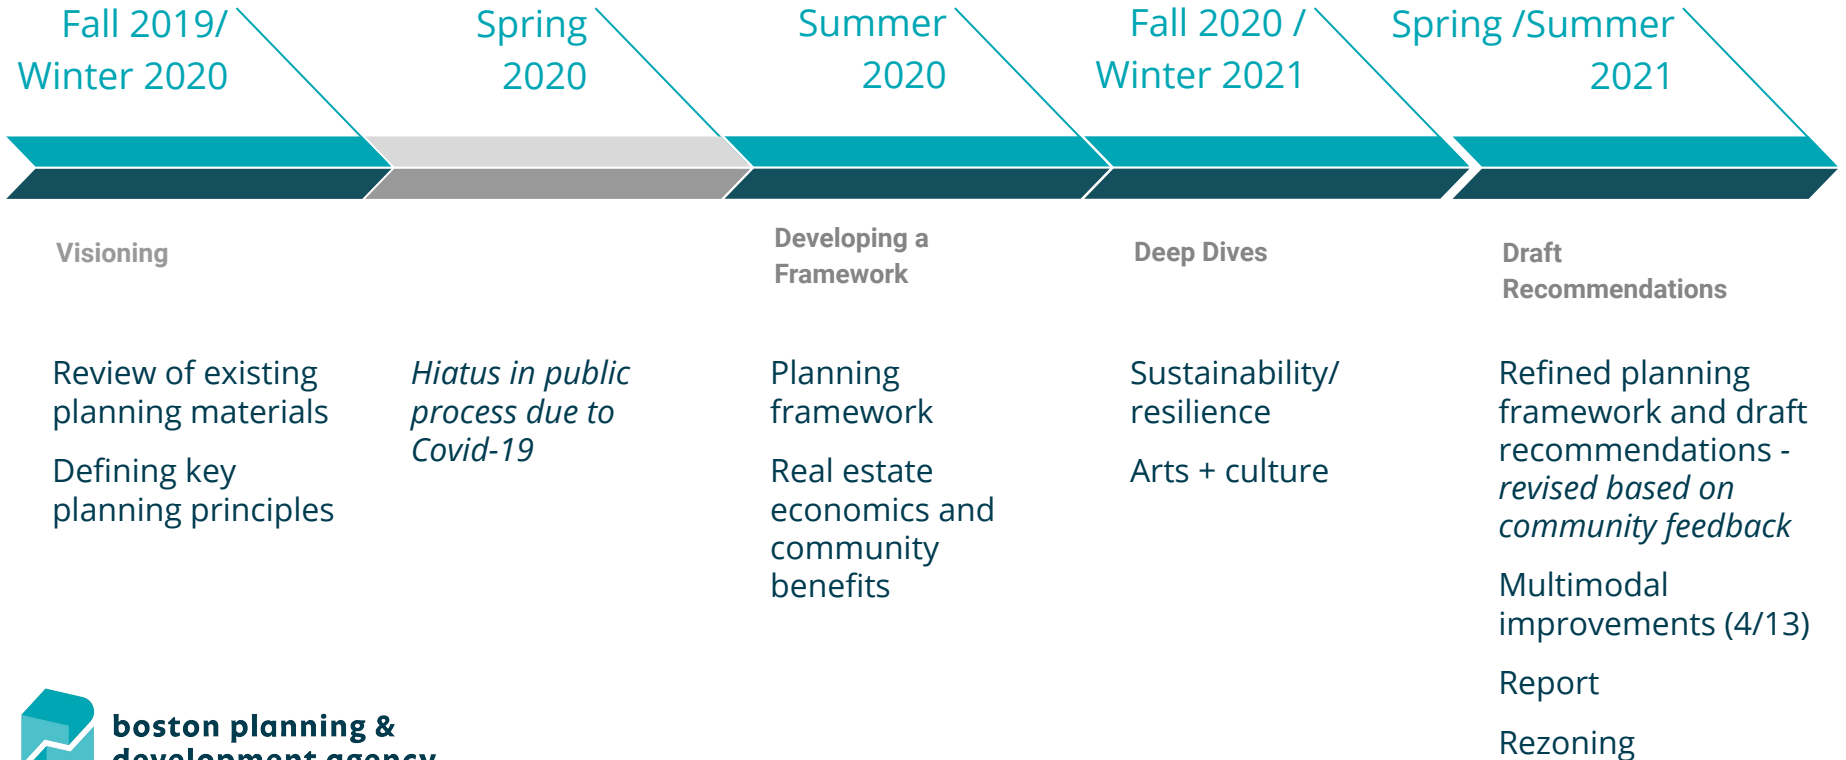 Fall 2019/
Winter 2020
Spring
2020
Summer
2020
Fall 2020 /
Winter 2021
Spring /Summer
2021
Visioning
Developing a
Framework
Deep Dives
Draft
Recommendations
Review of existing
planning materials
Defining key
planning principles
Hiatus in public
process due to
Covid-19
Planning
framework
Real estate
economics and
community
benefits
Sustainability/
resilience
Arts + culture
Refined planning
framework and draft
recommendations -
revised based on
community feedback
Multimodal
improvements (4/13)
Report
Rezoning
boston planning &
development agency